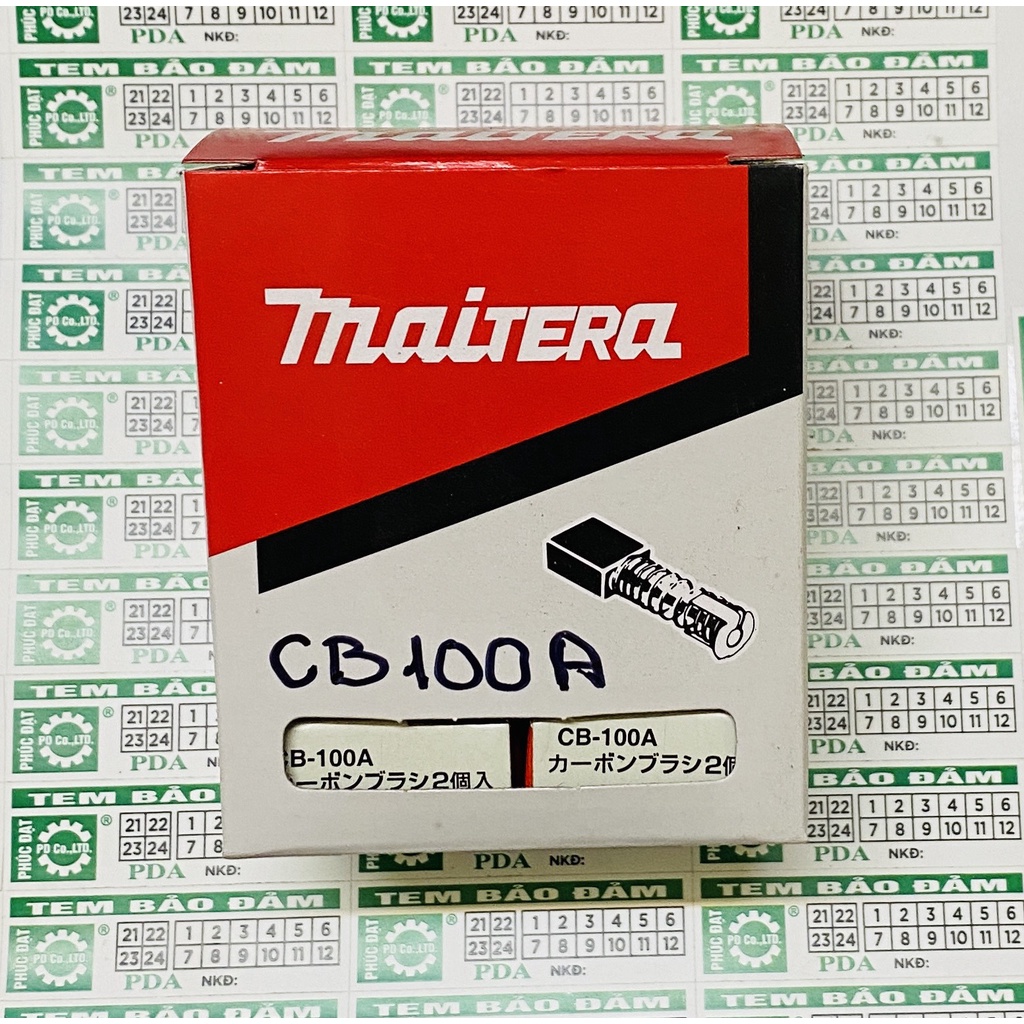 MaiTERA
MaiTERA
CB100A
CB-100A
カーボンブラシ2個入
CB-100A
カーボンブラシ2個
TEM BẢO ĐẢM
PHÚC ĐẠT
PD Co.,LTD.
®
21 22 1 2 3 4 5 6
23 24 7 8 9 10 11 12
PDA NKĐ: